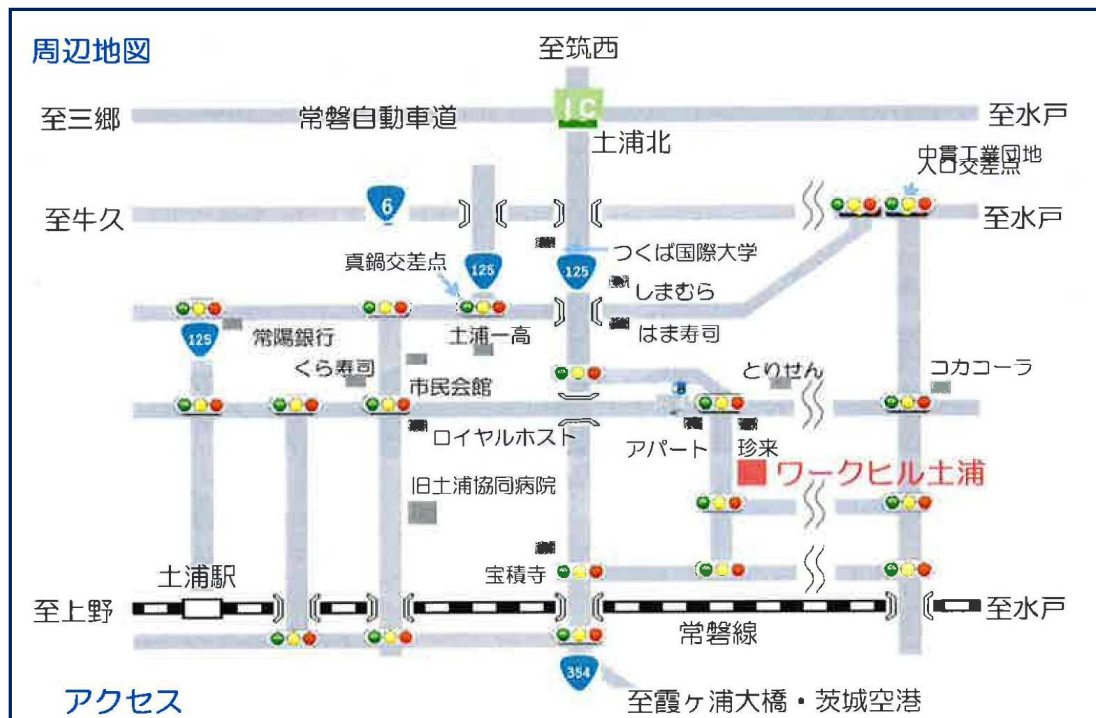 周辺地図
至筑西
至三郷
常磐自動車道
IC
至水戸
土浦北
中貫工業団地
入口交差点
至牛久
6
至水戸
つくば国際大学
真鍋交差点
125
125
しまむら
125
常陽銀行
土浦一高
はま寿司
くら寿司
市民会館
とりせん
コカコーラ
ロイヤルホスト
アパート
珍来
ワークヒル土浦
旧土浦協同病院
宝積寺
土浦駅
至上野
常磐線
至水戸
354
至霞ヶ浦大橋・茨城空港
アクセス